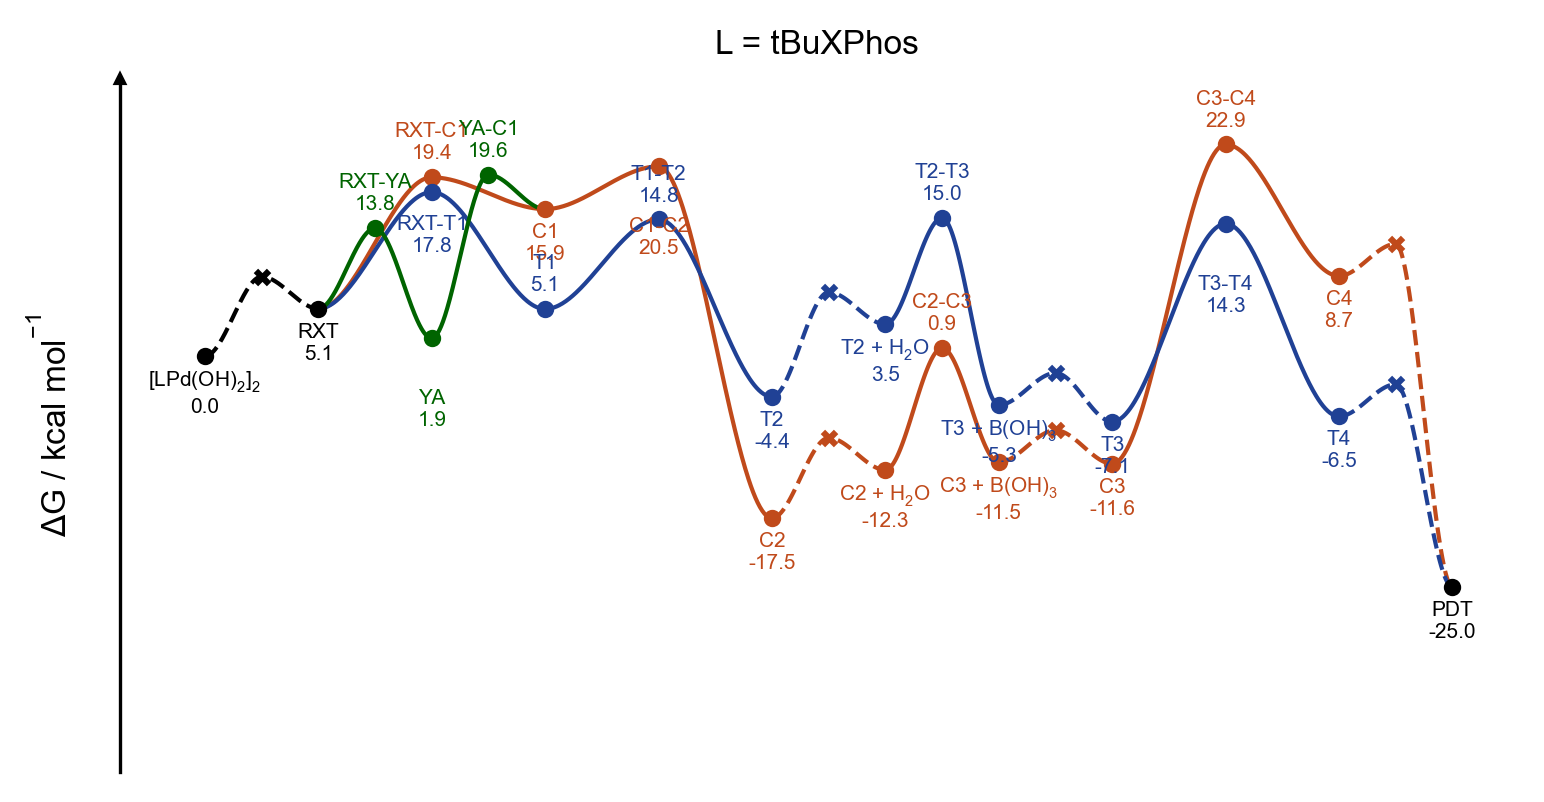 L = tBuXPhos
ΔG / kcal mol⁻¹
[LPd(OH)₂]₂
0.0
RXT
5.1
RXT-YA
13.8
RXT-C1
19.4
RXT-T1
17.8
YA
1.9
YA-C1
19.6
C1
15.9
T1
5.1
T1-T2
14.8
C1-C2
20.5
T2
-4.4
C2
-17.5
T2 + H₂O
3.5
C2 + H₂O
-12.3
T2-T3
15.0
C2-C3
0.9
T3 + B(OH)₃
-5.3
C3 + B(OH)₃
-11.5
T3
-7.1
C3
-11.6
C3-C4
22.9
T3-T4
14.3
C4
8.7
T4
-6.5
PDT
-25.0